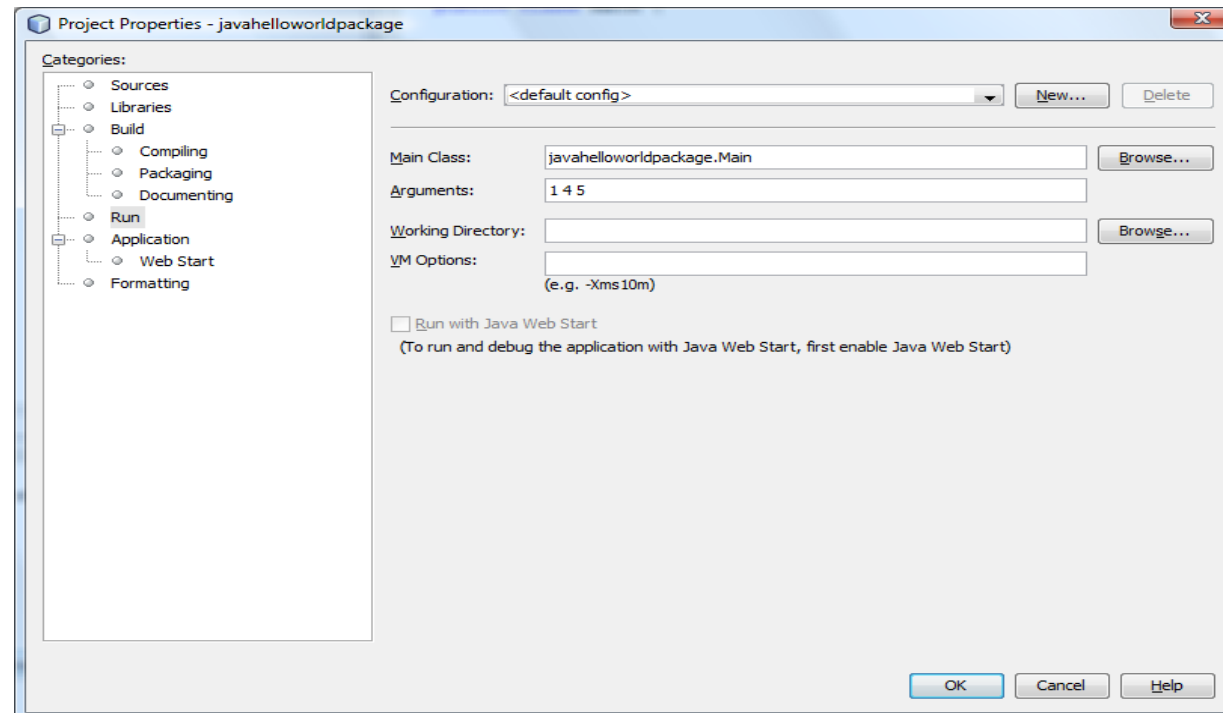 Project Properties - javahelloworldpackage
Categories:
Sources
Libraries
Build
Compiling
Packaging
Documenting
Run
Application
Web Start
Formatting
Configuration: <default config> New... Delete
Main Class: javahelloworldpackage.Main Browse...
Arguments: 1 4 5
Working Directory: Browse...
VM Options:
(e.g. -Xms10m)
Run with Java Web Start
(To run and debug the application with Java Web Start, first enable Java Web Start)
OK Cancel Help